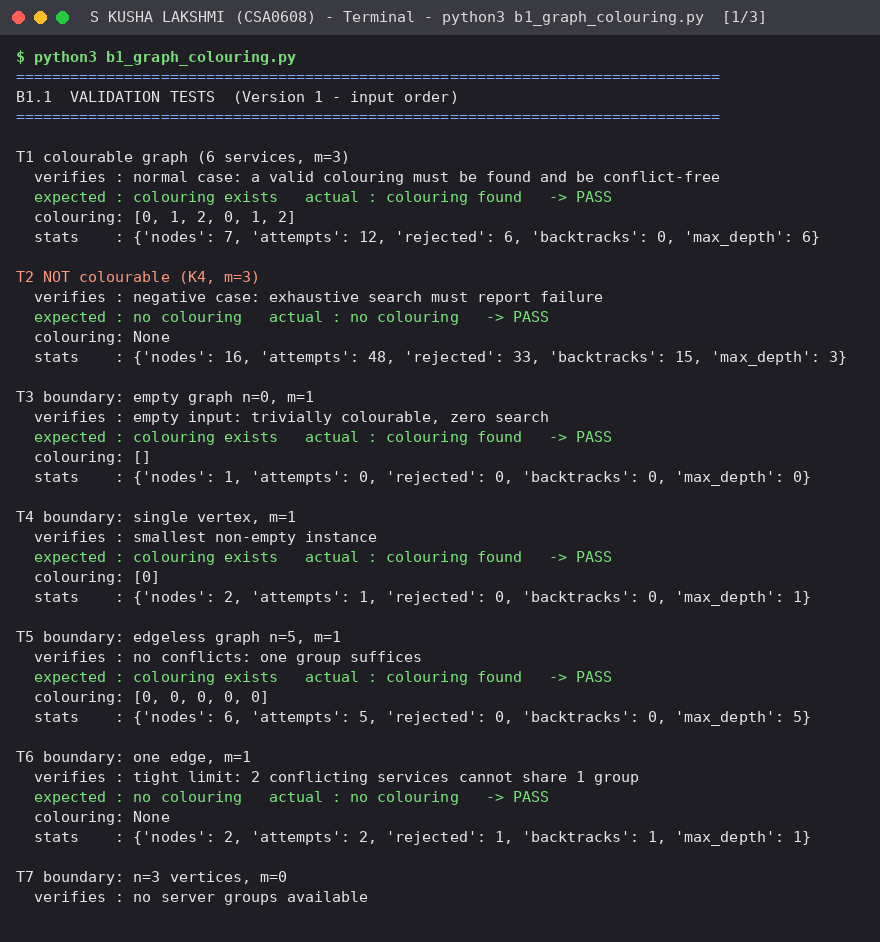 S KUSHA LAKSHMI (CSA0608) - Terminal - python3 b1_graph_colouring.py  [1/3]
$ python3 b1_graph_colouring.py
==============================================================================
B1.1  VALIDATION TESTS  (Version 1 - input order)
==============================================================================
T1 colourable graph (6 services, m=3)
  verifies : normal case: a valid colouring must be found and be conflict-free
  expected : colouring exists   actual : colouring found   -> PASS
  colouring: [0, 1, 2, 0, 1, 2]
  stats    : {'nodes': 7, 'attempts': 12, 'rejected': 6, 'backtracks': 0, 'max_depth': 6}
T2 NOT colourable (K4, m=3)
  verifies : negative case: exhaustive search must report failure
  expected : no colouring   actual : no colouring   -> PASS
  colouring: None
  stats    : {'nodes': 16, 'attempts': 48, 'rejected': 33, 'backtracks': 15, 'max_depth': 3}
T3 boundary: empty graph n=0, m=1
  verifies : empty input: trivially colourable, zero search
  expected : colouring exists   actual : colouring found   -> PASS
  colouring: []
  stats    : {'nodes': 1, 'attempts': 0, 'rejected': 0, 'backtracks': 0, 'max_depth': 0}
T4 boundary: single vertex, m=1
  verifies : smallest non-empty instance
  expected : colouring exists   actual : colouring found   -> PASS
  colouring: [0]
  stats    : {'nodes': 2, 'attempts': 1, 'rejected': 0, 'backtracks': 0, 'max_depth': 1}
T5 boundary: edgeless graph n=5, m=1
  verifies : no conflicts: one group suffices
  expected : colouring exists   actual : colouring found   -> PASS
  colouring: [0, 0, 0, 0, 0]
  stats    : {'nodes': 6, 'attempts': 5, 'rejected': 0, 'backtracks': 0, 'max_depth': 5}
T6 boundary: one edge, m=1
  verifies : tight limit: 2 conflicting services cannot share 1 group
  expected : no colouring   actual : no colouring   -> PASS
  colouring: None
  stats    : {'nodes': 2, 'attempts': 2, 'rejected': 1, 'backtracks': 1, 'max_depth': 1}
T7 boundary: n=3 vertices, m=0
  verifies : no server groups available